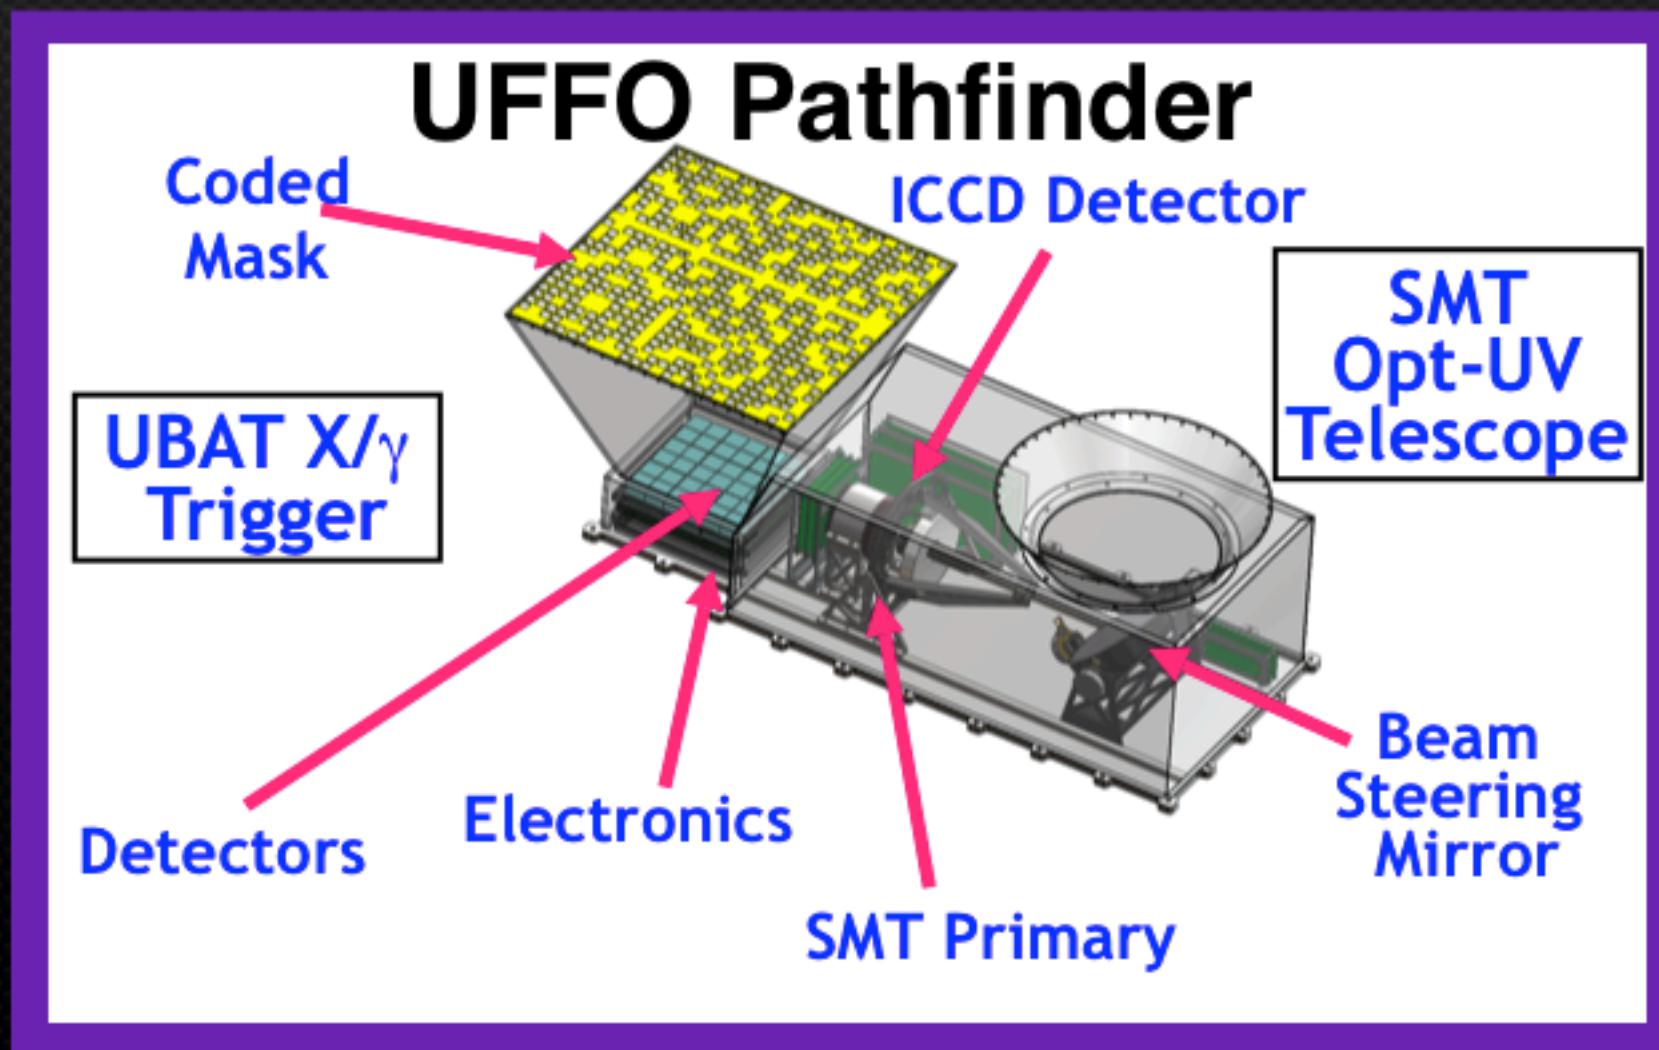 UFFO Pathfinder
Coded
Mask
ICCD Detector
SMT
Opt-UV
Telescope
UBAT X/γ
Trigger
Detectors
Electronics
SMT Primary
Beam
Steering
Mirror